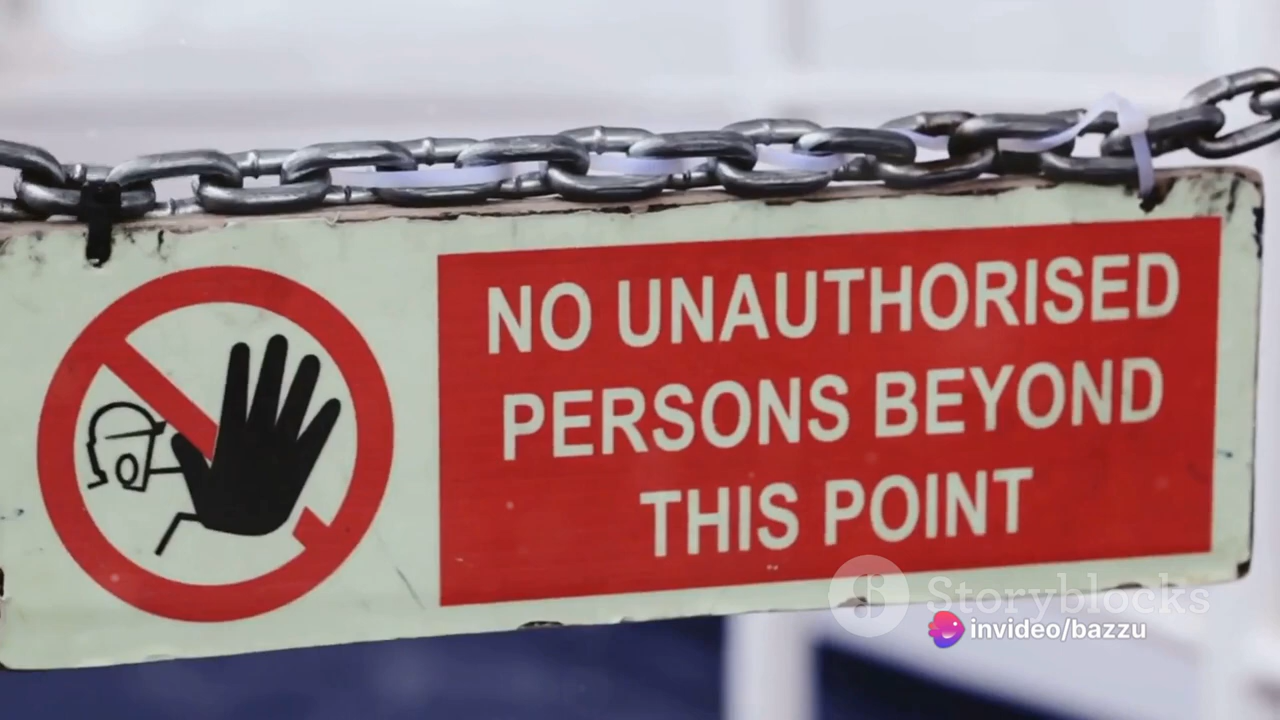 NO UNAUTHORISED
PERSONS BEYOND
THIS POINT
Storyblocks
invideo/bazzu